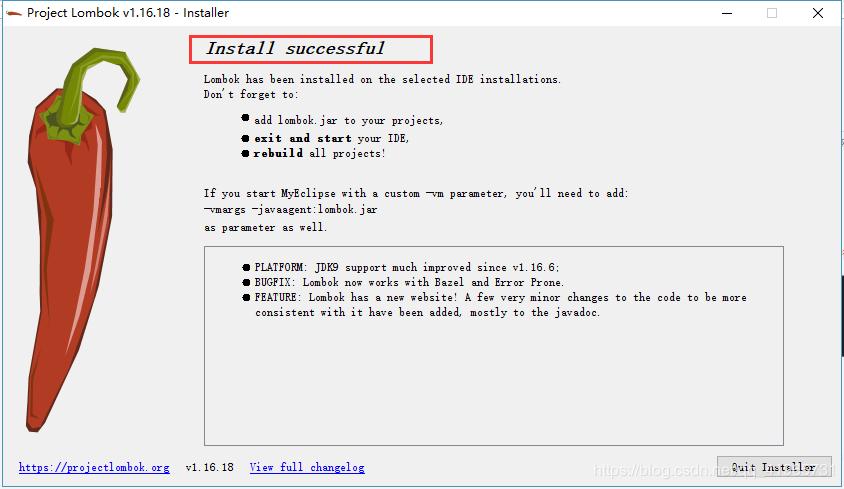 Project Lombok v1.16.18 - Installer
Install successful
Lombok has been installed on the selected IDE installations.
Don't forget to:
add lombok.jar to your projects,
exit and start your IDE,
rebuild all projects!
If you start MyEclipse with a custom -vm parameter, you'll need to add:
-vmargs -javaagent:lombok.jar
as parameter as well.
PLATFORM: JDK9 support much improved since v1.16.6;
BUGFIX: Lombok now works with Bazel and Error Prone.
FEATURE: Lombok has a new website! A few very minor changes to the code to be more
consistent with it have been added, mostly to the javadoc.
https://projectlombok.org v1.16.18 View full changelog
Quit Installer